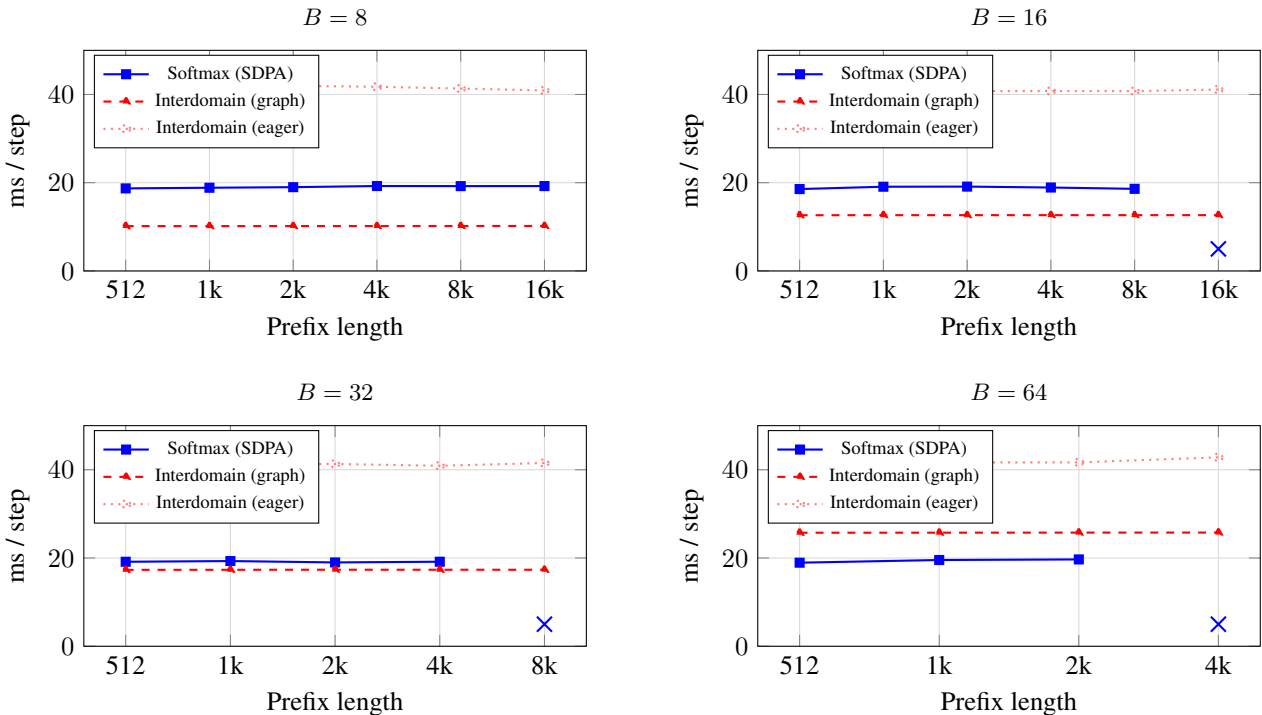 B = 8
Softmax (SDPA)
Interdomain (graph)
Interdomain (eager)
ms / step
40
20
0
512 1k 2k 4k 8k 16k
Prefix length
B = 16
Softmax (SDPA)
Interdomain (graph)
Interdomain (eager)
ms / step
40
20
0
512 1k 2k 4k 8k 16k
Prefix length
B = 32
Softmax (SDPA)
Interdomain (graph)
Interdomain (eager)
ms / step
40
20
0
512 1k 2k 4k 8k
Prefix length
B = 64
Softmax (SDPA)
Interdomain (graph)
Interdomain (eager)
ms / step
40
20
0
512 1k 2k 4k
Prefix length